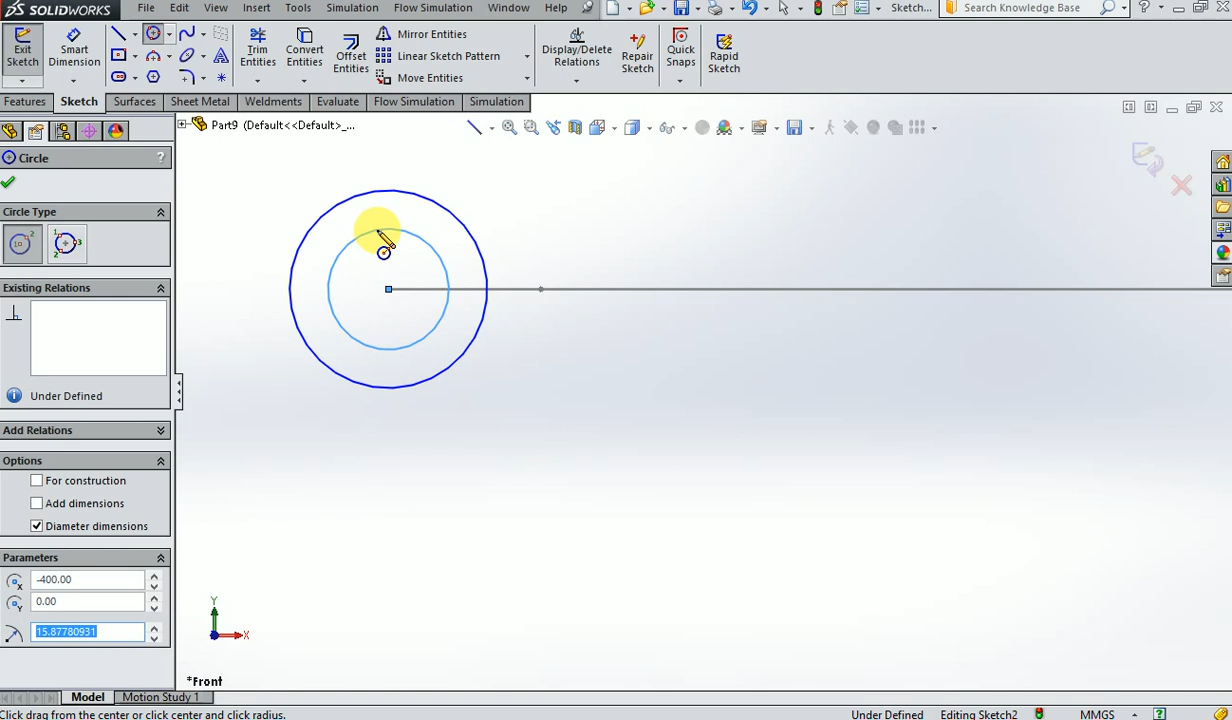 SOLIDWORKS File Edit View Insert Tools Simulation Flow Simulation Window Help Sketch... Search Knowledge Base ?
Exit Sketch
Smart Dimension
Trim Entities
Convert Entities
Offset Entities
Mirror Entities
Linear Sketch Pattern
Move Entities
Display/Delete Relations
Repair Sketch
Quick Snaps
Rapid Sketch
Features Sketch Surfaces Sheet Metal Weldments Evaluate Flow Simulation Simulation
Part9 (Default<<Default>_...
Circle ?
Circle Type
Existing Relations
Under Defined
Add Relations
Options
For construction
Add dimensions
Diameter dimensions
Parameters
-400.00
0.00
15.87780931
Y
X
*Front
Model Motion Study 1
Click drag from the center or click center and click radius. Under Defined Editing Sketch2 MMGS ?